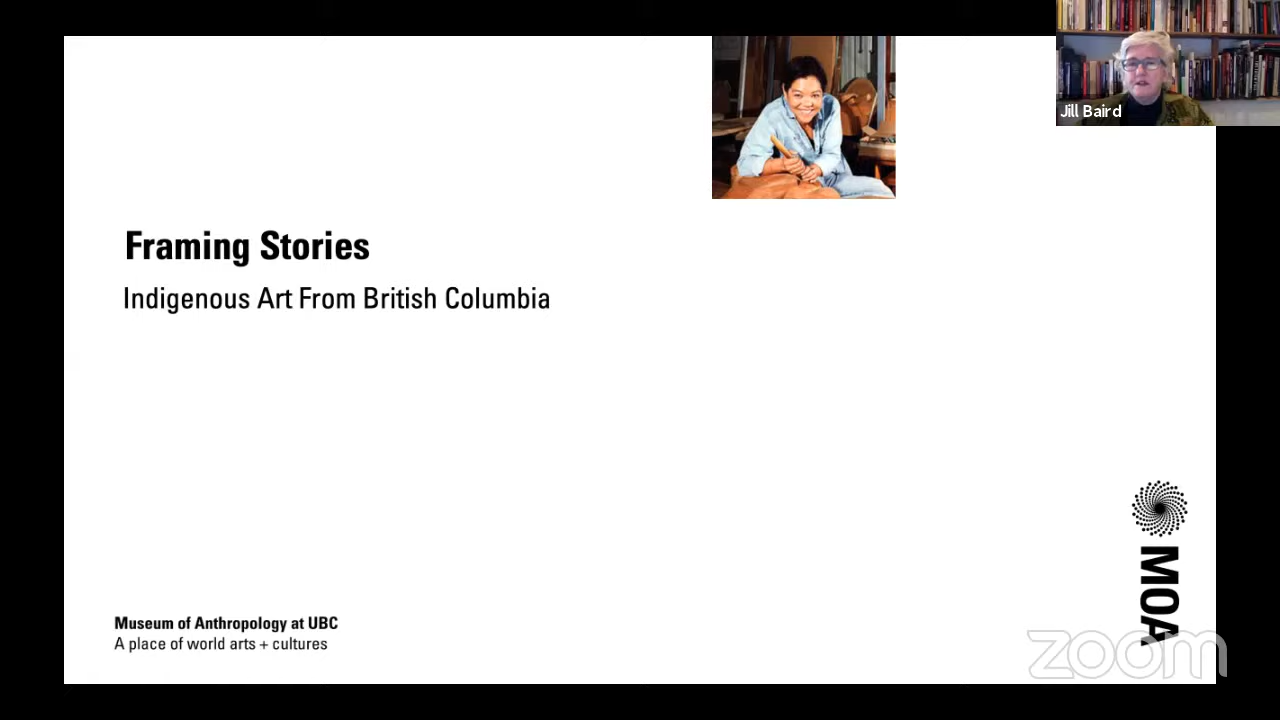 Jill Baird
Framing Stories
Indigenous Art From British Columbia
MOA
Museum of Anthropology at UBC
A place of world arts + cultures
zoom